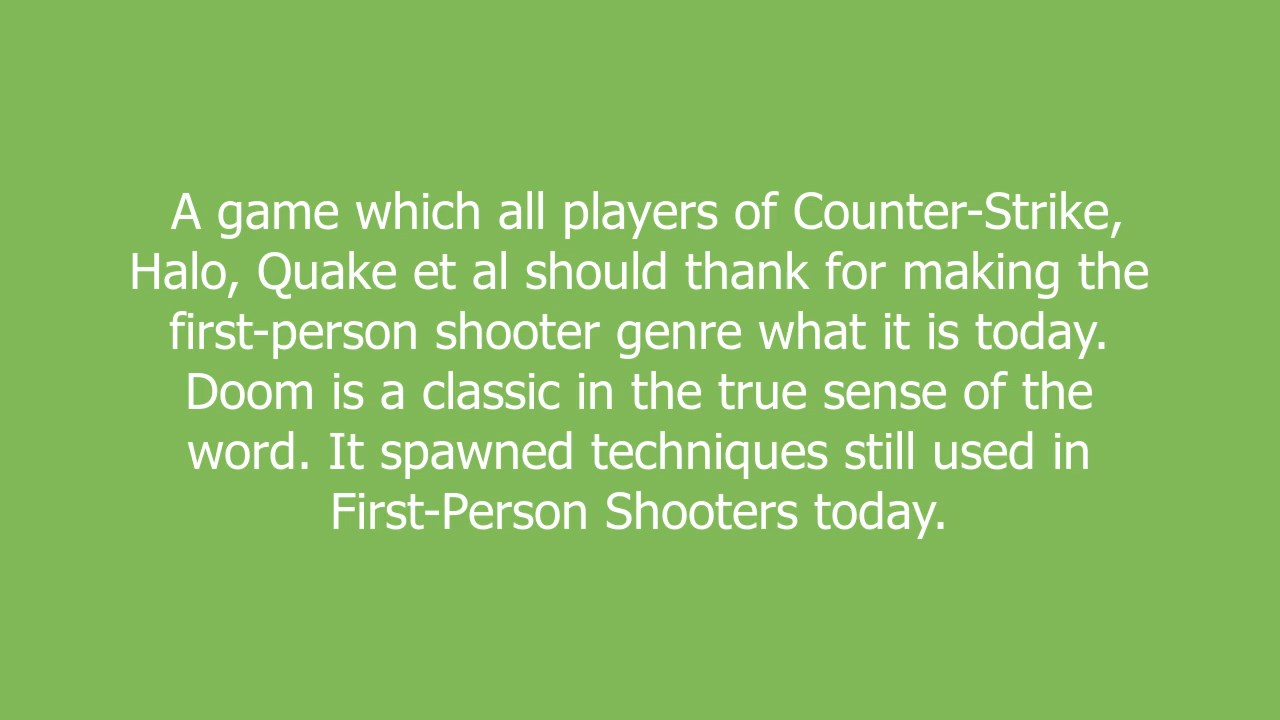 A game which all players of Counter-Strike,
Halo, Quake et al should thank for making the
first-person shooter genre what it is today.
Doom is a classic in the true sense of the
word. It spawned techniques still used in
First-Person Shooters today.